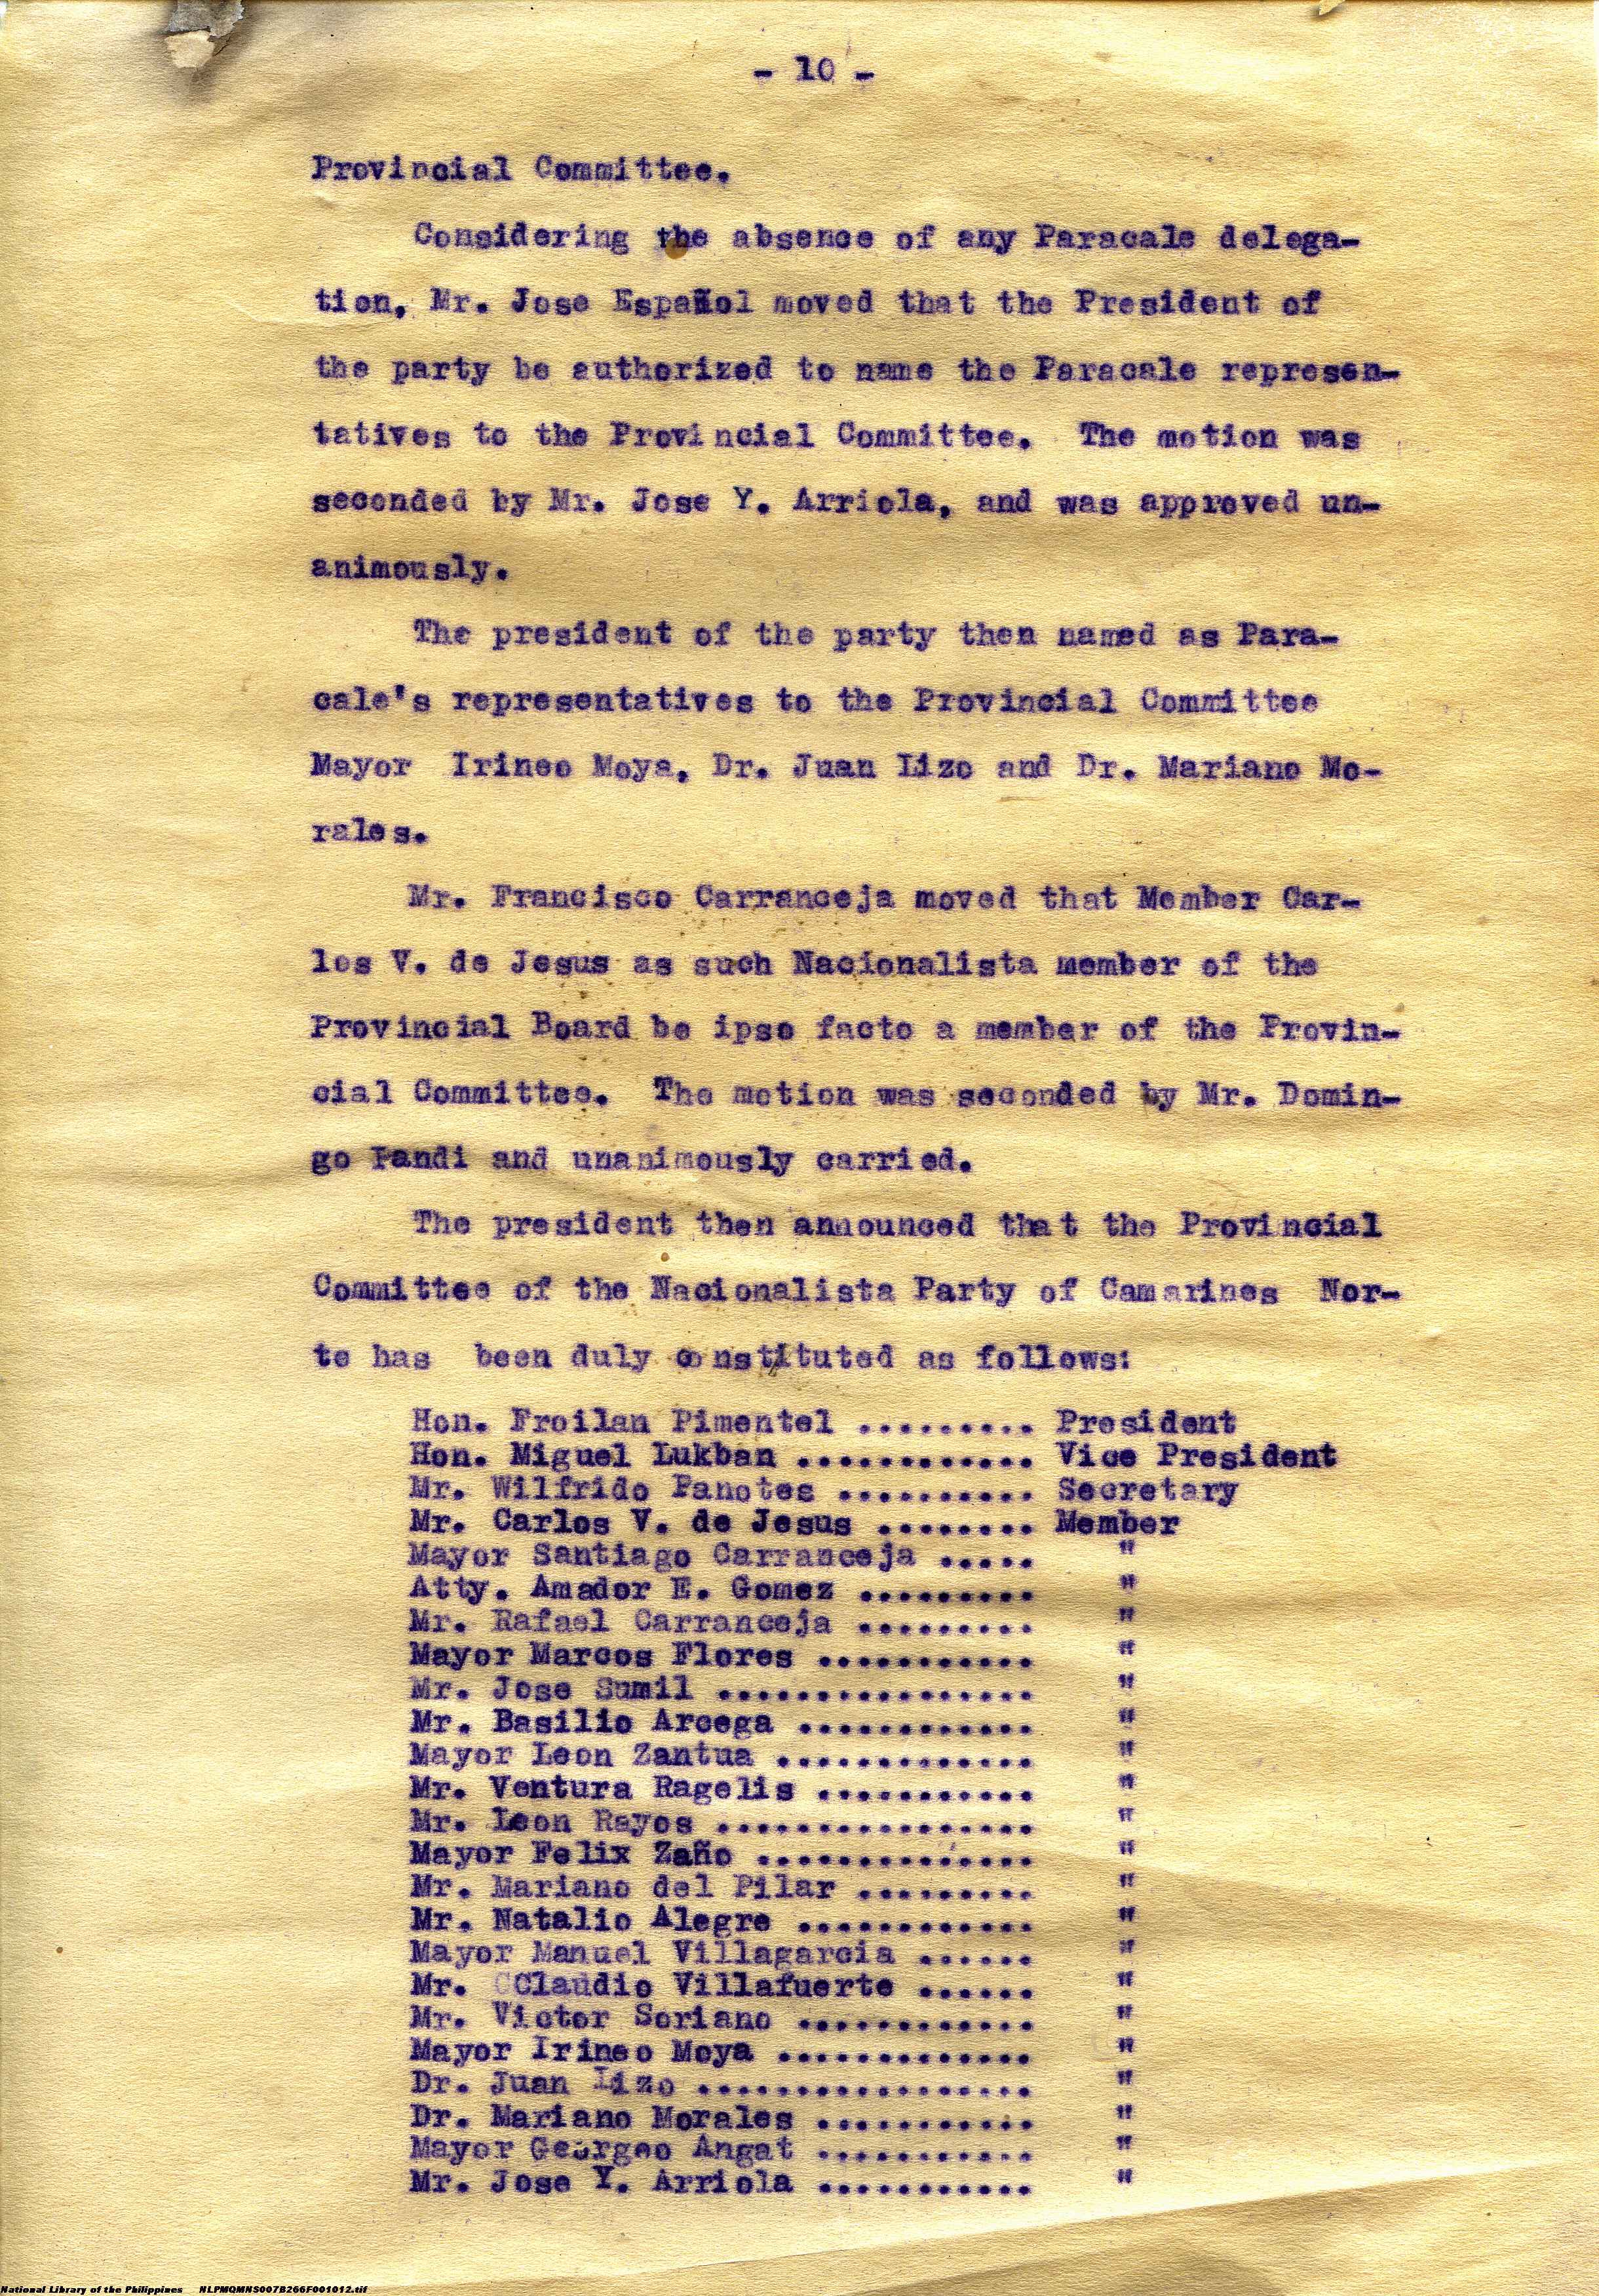 - 10 -
Provincial Committee.
Considering the absence of any Paracale delega-
tion, Mr. Jose Español moved that the President of
the party be authorized to name the Paracale represen-
tatives to the Provincial Committee. The motion was
seconded by Mr. Jose Y. Arriola, and was approved un-
animously.
The president of the party then named as Para-
cale's representatives to the Provincial Committee
Mayor Irineo Moya, Dr. Juan Lizo and Dr. Mariano Mo-
rales.
Mr. Francisco Carranceja moved that Member Car-
los V. de Jesus as such Nacionalista member of the
Provincial Board be ipso facto a member of the Provin-
cial Committee. The motion was seconded by Mr. Domin-
go Pandi and unanimously carried.
The president then announced that the Provincial
Committee of the Nacionalista Party of Camarines Nor-
te has been duly constituted as follows:
Hon. Froilan Pimentel ......... President
Hon. Miguel Lukban ............ Vice President
Mr. Wilfrido Panotes .......... Secretary
Mr. Carlos V. de Jesus ........ Member
Mayor Santiago Carranceja ..... "
Atty. Amador E. Gomez ......... "
Mr. Rafael Carranceja ......... "
Mayor Marcos Flores ........... "
Mr. Jose Sumil ................ "
Mr. Basilio Arcega ............ "
Mayor Leon Zantua ............. "
Mr. Ventura Ragelis ........... "
Mr. Leon Rayos ................ "
Mayor Felix Zaño .............. "
Mr. Mariano del Pilar ......... "
Mr. Natalio Alegre ............ "
Mayor Manuel Villagarcia ...... "
Mr. CClaudio Villafuerte ...... "
Mr. Victor Soriano ............ "
Mayor Irineo Moya ............. "
Dr. Juan Lizo ................. "
Dr. Mariano Morales ........... "
Mayor Georgeo Angat ........... "
Mr. Jose Y. Arriola ........... "
National Library of the Philippines NLPMQMNS007B266F001012.tif